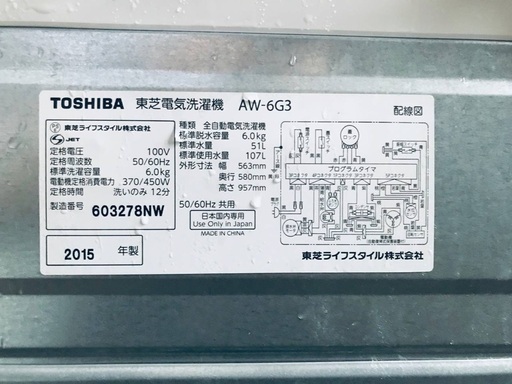 TOSHIBA 東芝電気洗濯機 AW-6G3
配線図
東芝ライフスタイル株式会社
S JET
定格電圧 100V
定格周波数 50/60Hz
標準洗濯容量 6.0kg
電動機定格消費電力 370/450W
定格時間 洗いのみ 12分
製造番号 603278NW
2015 年製
種類 全自動電気洗濯機
標準脱水容量 6.0kg
標準水量 51L
標準使用水量 107L
外形寸法 幅 563mm
奥行 580mm
高さ 957mm
50/60Hz 共用
日本国内専用
Use Only in Japan
MADE IN CHINA
ロック
プログラムタイマ
東芝ライフスタイル株式会社